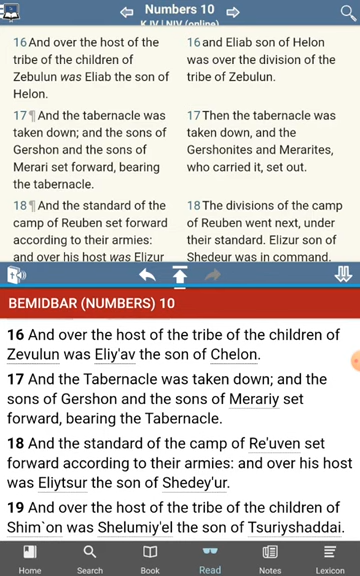 Numbers 10
KJV | NIV (online)
16 And over the host of the
tribe of the children of
Zebulun was Eliab the son of
Helon.
17 ¶ And the tabernacle was
taken down; and the sons of
Gershon and the sons of
Merari set forward, bearing
the tabernacle.
18 ¶ And the standard of the
camp of Reuben set forward
according to their armies:
and over his host was Elizur
16 and Eliab son of Helon
was over the division of the
tribe of Zebulun.
17 Then the tabernacle was
taken down, and the
Gershonites and Merarites,
who carried it, set out.
18 The divisions of the camp
of Reuben went next, under
their standard. Elizur son of
Shedeur was in command.
BEMIDBAR (NUMBERS) 10
16 And over the host of the tribe of the children of
Zevulun was Eliy'av the son of Chelon.
17 And the Tabernacle was taken down; and the
sons of Gershon and the sons of Merariy set
forward, bearing the Tabernacle.
18 And the standard of the camp of Re'uven set
forward according to their armies: and over his host
was Eliytsur the son of Shedey'ur.
19 And over the host of the tribe of the children of
Shim`on was Shelumiy'el the son of Tsuriyshaddai.
Home
Search
Book
Read
Notes
Lexicon